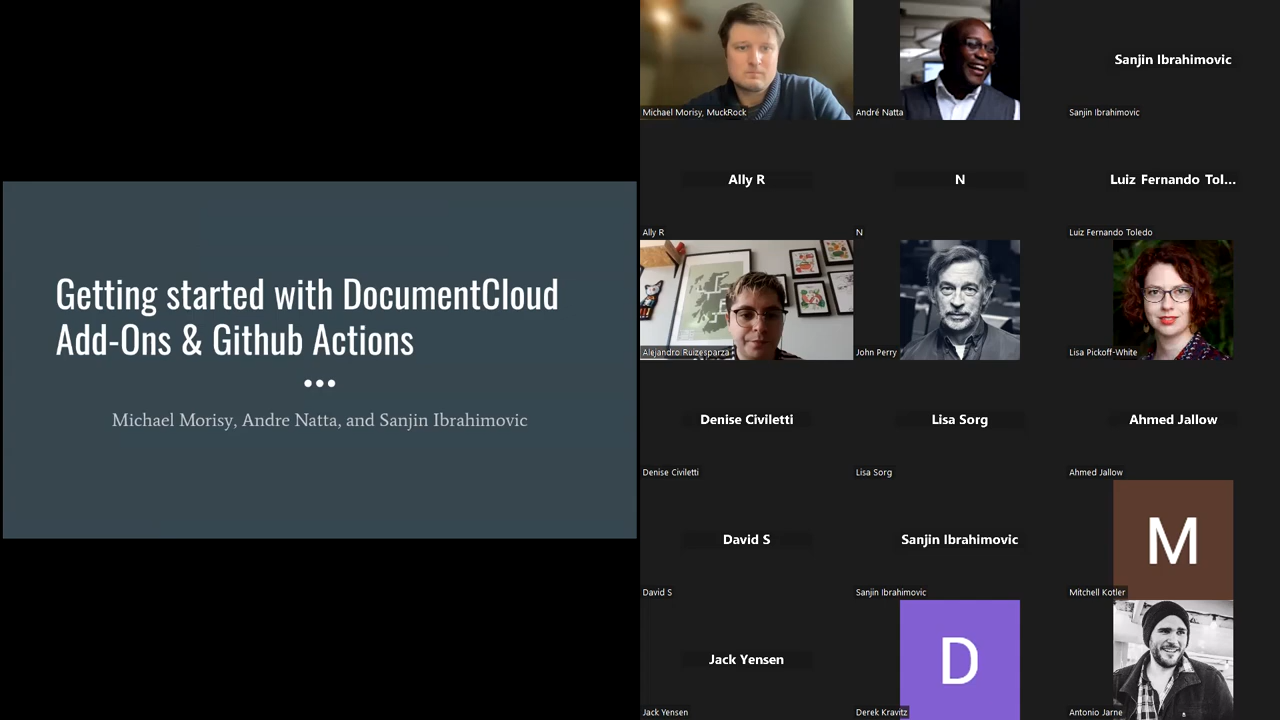 Getting started with DocumentCloud
Add-Ons & Github Actions
Michael Morisy, Andre Natta, and Sanjin Ibrahimovic
Michael Morisy, MuckRock
André Natta
Sanjin Ibrahimovic
Sanjin Ibrahimovic
Ally R
Ally R
N
N
Luiz Fernando Tol...
Luiz Fernando Toledo
Alejandro Ruizesparza
John Perry
Lisa Pickoff-White
Denise Civiletti
Denise Civiletti
Lisa Sorg
Lisa Sorg
Ahmed Jallow
Ahmed Jallow
David S
David S
Sanjin Ibrahimovic
Sanjin Ibrahimovic
M
Mitchell Kotler
Jack Yensen
Jack Yensen
D
Derek Kravitz
Antonio Jarne